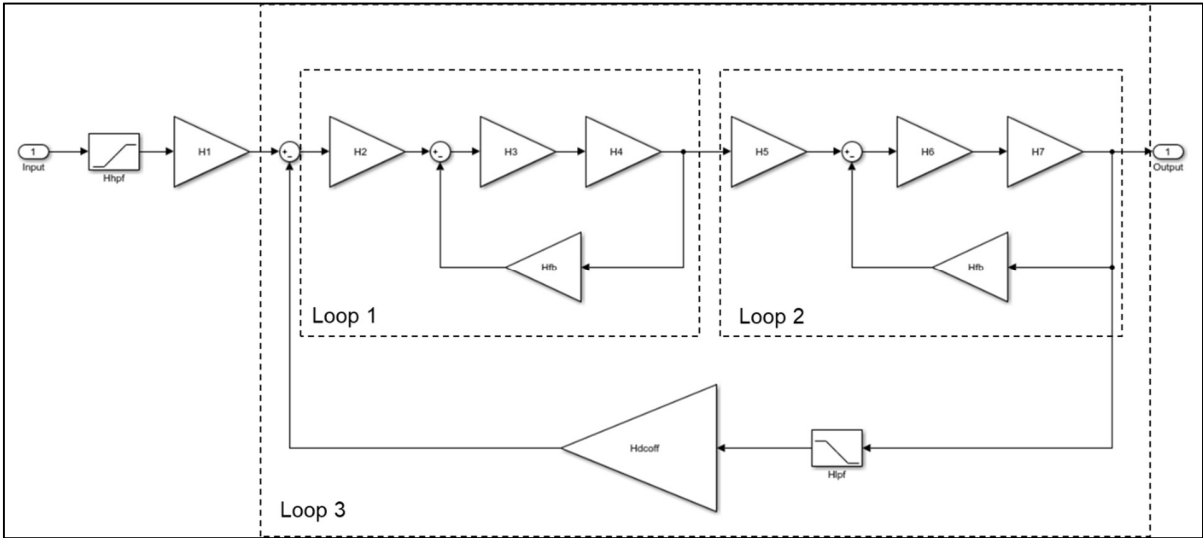 1
Input
Hhpf
H1
+
-
H2
+
-
H3
H4
H5
+
-
H6
H7
1
Output
Hfb
Hfb
Loop 1
Loop 2
Hdcoff
Hlpf
Loop 3